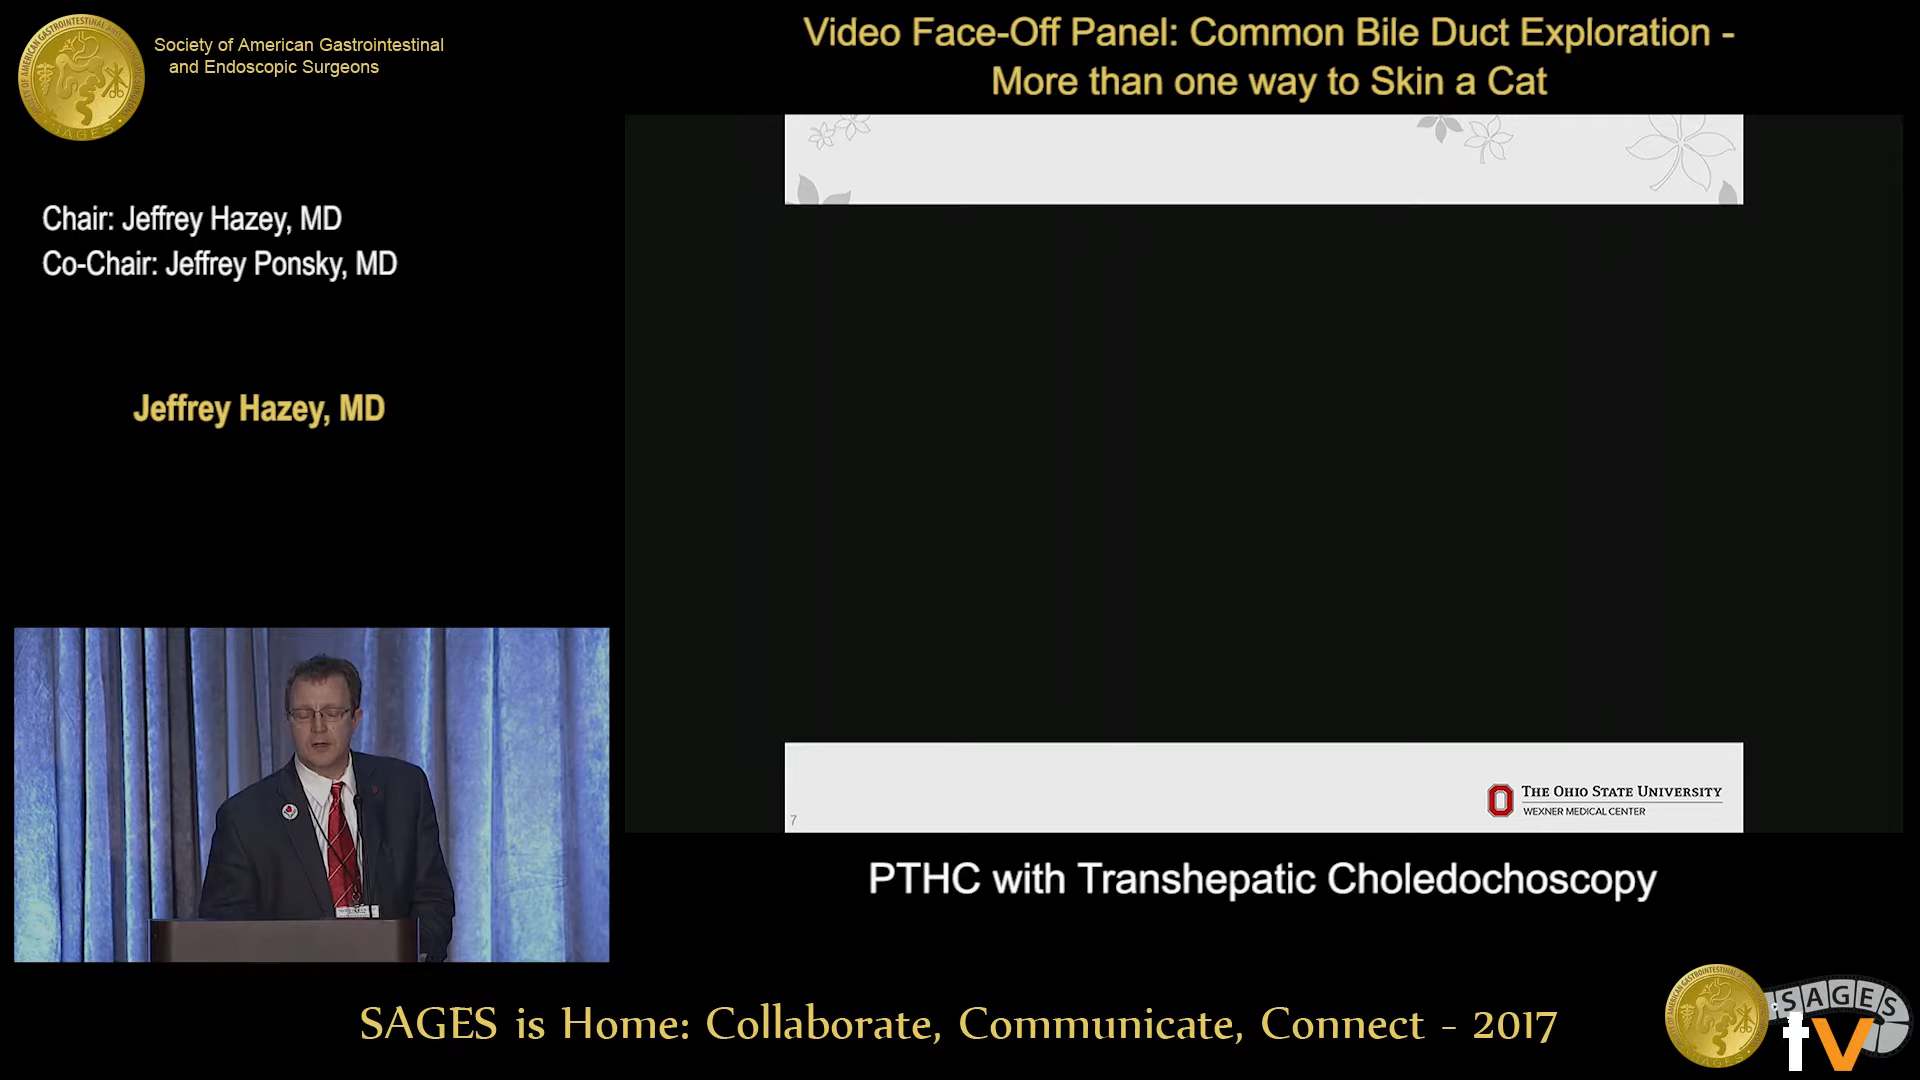 Society of American Gastrointestinal
and Endoscopic Surgeons
Video Face-Off Panel: Common Bile Duct Exploration -
More than one way to Skin a Cat
Chair: Jeffrey Hazey, MD
Co-Chair: Jeffrey Ponsky, MD
Jeffrey Hazey, MD
7
THE OHIO STATE UNIVERSITY
WEXNER MEDICAL CENTER
PTHC with Transhepatic Choledochoscopy
SAGES is Home: Collaborate, Communicate, Connect - 2017
SAGES
tv
SAGES